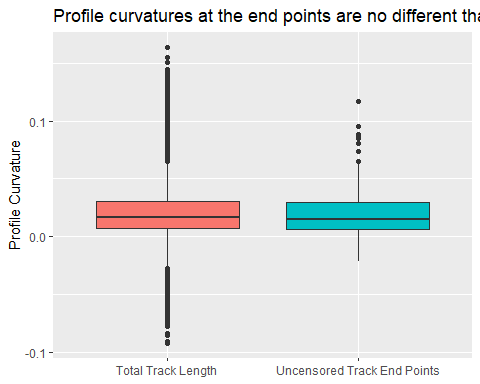 Profile curvatures at the end points are no different
Profile Curvature
0.1
0.0
-0.1
Total Track Length
Uncensored Track End Points